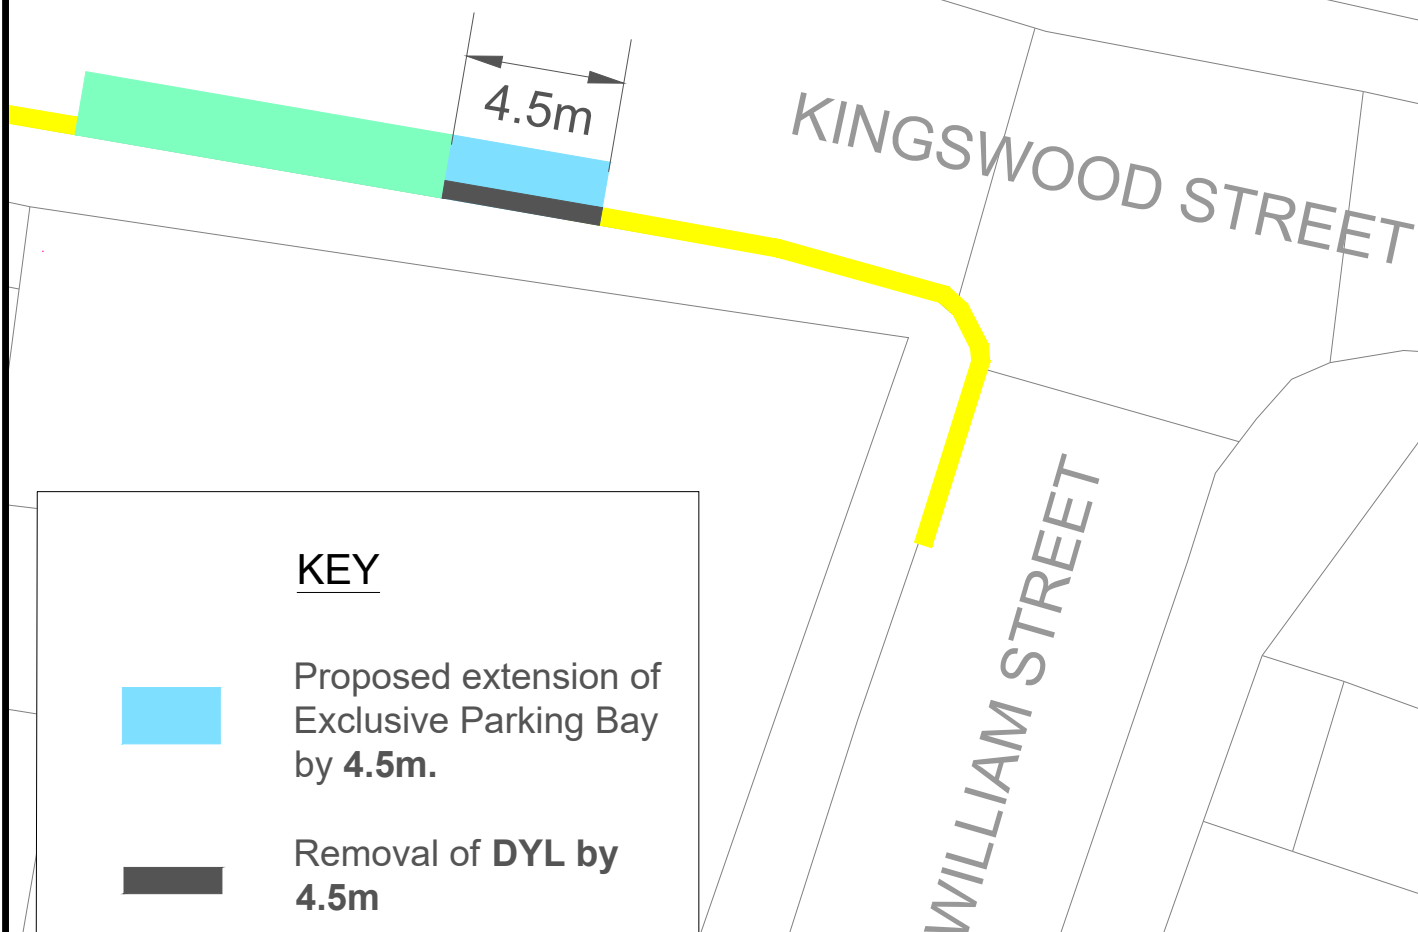 4.5m
KINGSWOOD STREET
WILLIAM STREET
KEY
Proposed extension of
Exclusive Parking Bay
by 4.5m.
Removal of DYL by
4.5m